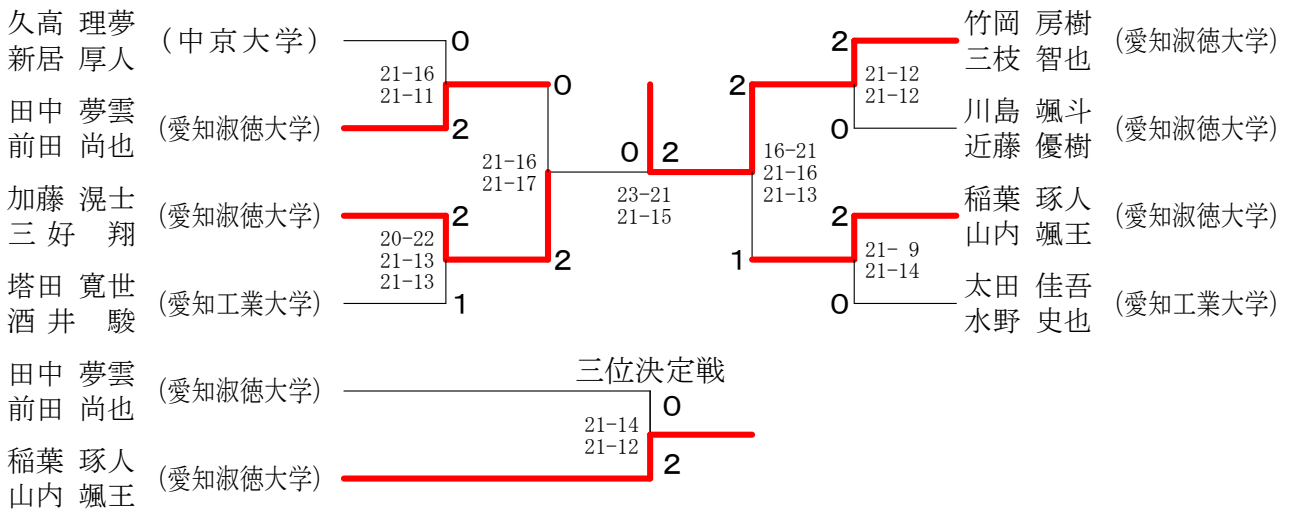 久高 理夢
新居 厚人
(中京大学)
0
21-16
21-11
田中 夢雲
前田 尚也
(愛知淑徳大学)
2
0
21-16
21-17
加藤 滉士
三好 翔
(愛知淑徳大学)
2
20-22
21-13
21-13
2
塔田 寛世
酒井 駿
(愛知工業大学)
1
0 2
23-21
21-15
竹岡 房樹
三枝 智也
(愛知淑徳大学)
2
21-12
21-12
2
川島 颯斗
近藤 優樹
(愛知淑徳大学)
0
16-21
21-16
21-13
稲葉 琢人
山内 颯王
(愛知淑徳大学)
2
21- 9
21-14
1
太田 佳吾
水野 史也
(愛知工業大学)
0
三位決定戦
田中 夢雲
前田 尚也
(愛知淑徳大学)
0
21-14
21-12
稲葉 琢人
山内 颯王
(愛知淑徳大学)
2